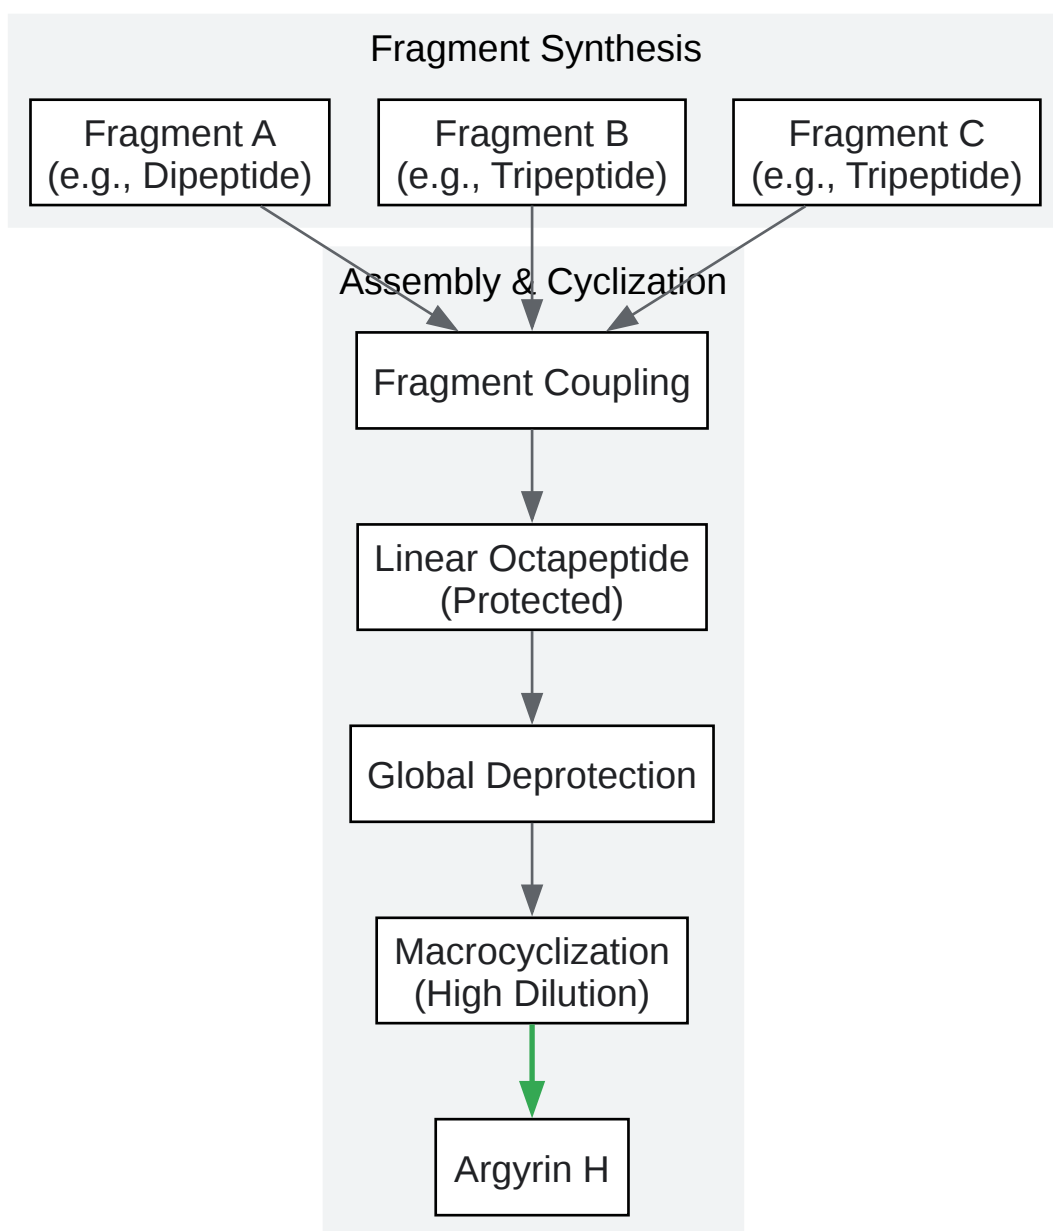 Fragment Synthesis
Fragment A
(e.g., Dipeptide)
Fragment B
(e.g., Tripeptide)
Fragment C
(e.g., Tripeptide)
Assembly & Cyclization
Fragment Coupling
Linear Octapeptide
(Protected)
Global Deprotection
Macrocyclization
(High Dilution)
Argyrin H